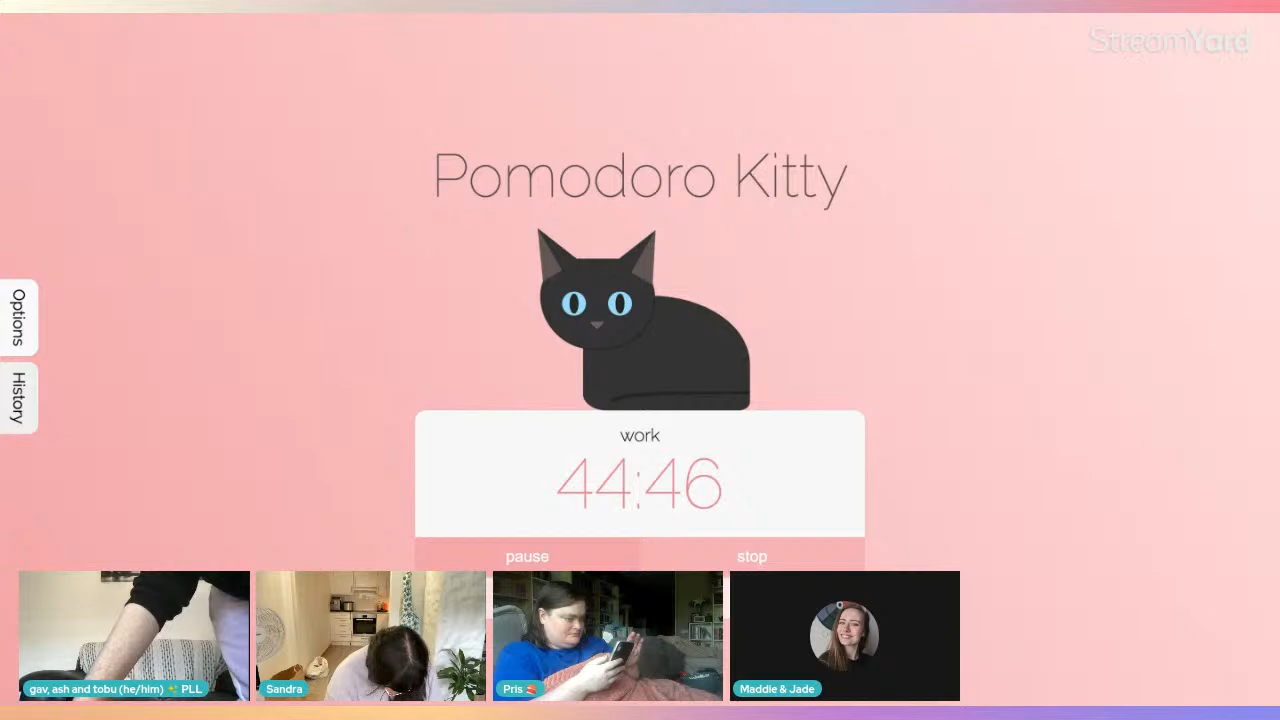 StreamYard
Pomodoro Kitty
Options
History
work
44:46
pause
stop
gav, ash and tobu (he/him) ✨ PLL
Sandra
Pris
Maddie & Jade